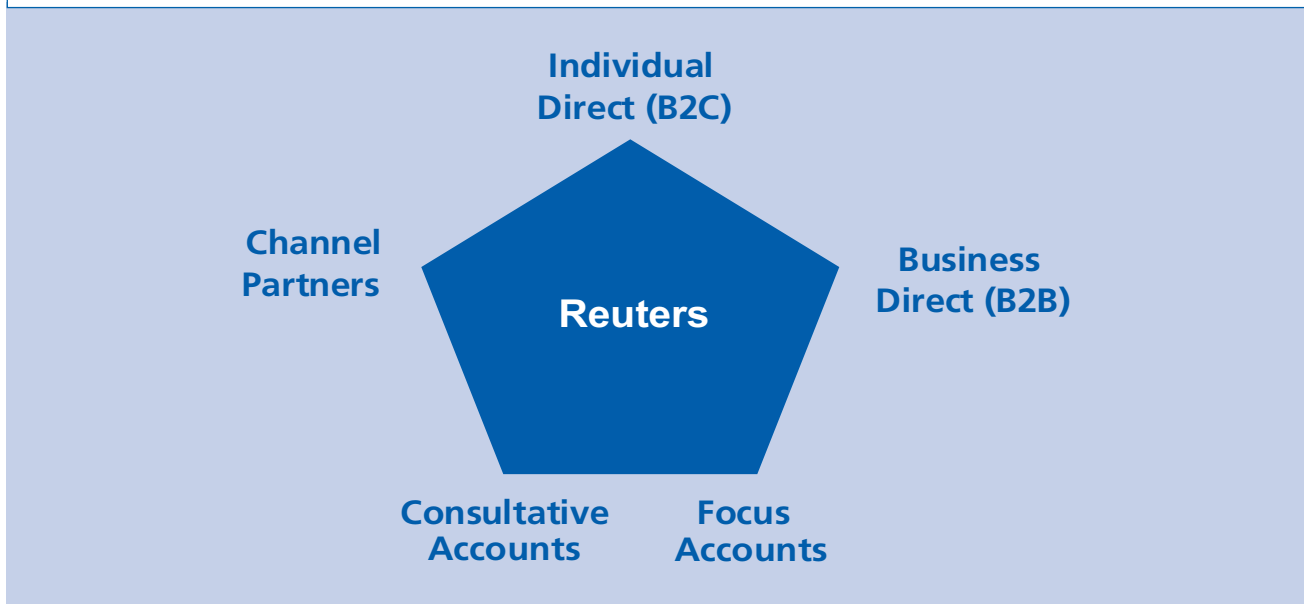 Individual
Direct (B2C)
Channel
Partners
Business
Direct (B2B)
Reuters
Consultative
Accounts
Focus
Accounts